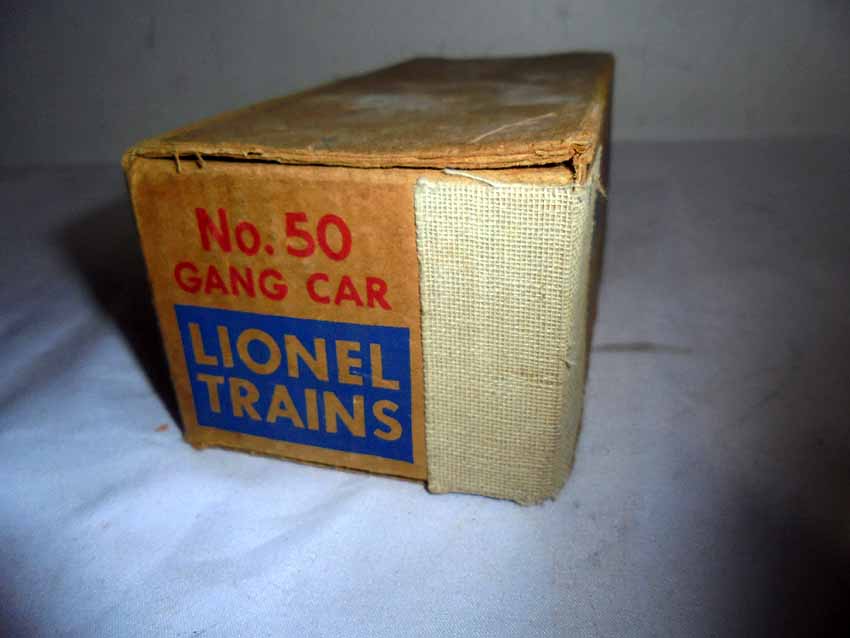 No. 50
GANG CAR
LIONEL
TRAINS